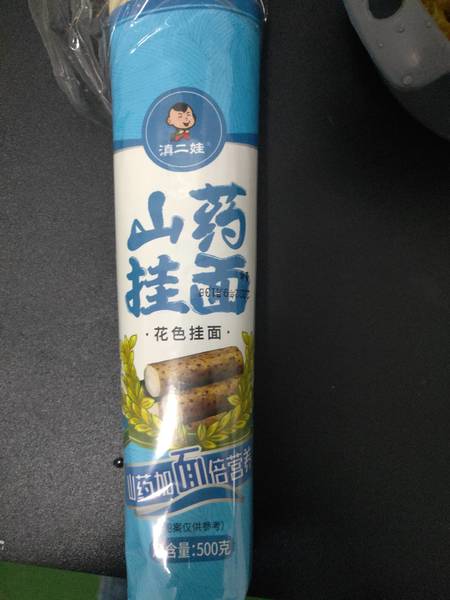 滇二娃
山药
挂面
·花色挂面·
山药加面倍营养
图案仅供参考)
含量:500克